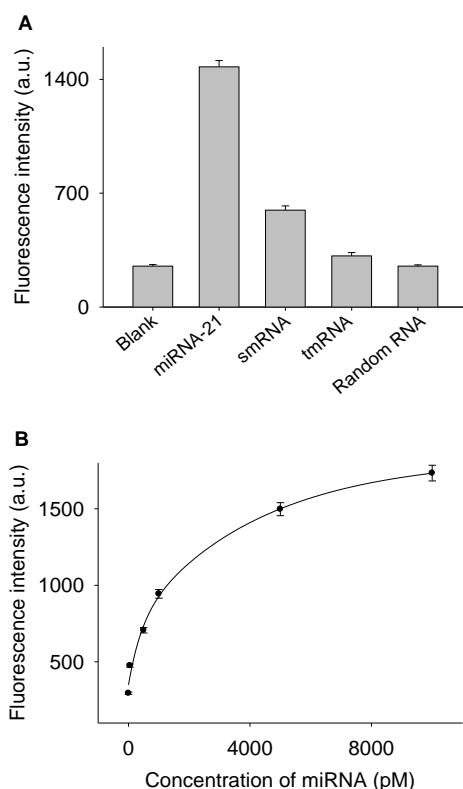 A
Fluorescence intensity (a.u.)
1400
700
0
Blank
miRNA-21
smRNA
tmRNA
Random RNA
B
Fluorescence intensity (a.u.)
1500
1000
500
0 4000 8000
Concentration of miRNA (pM)